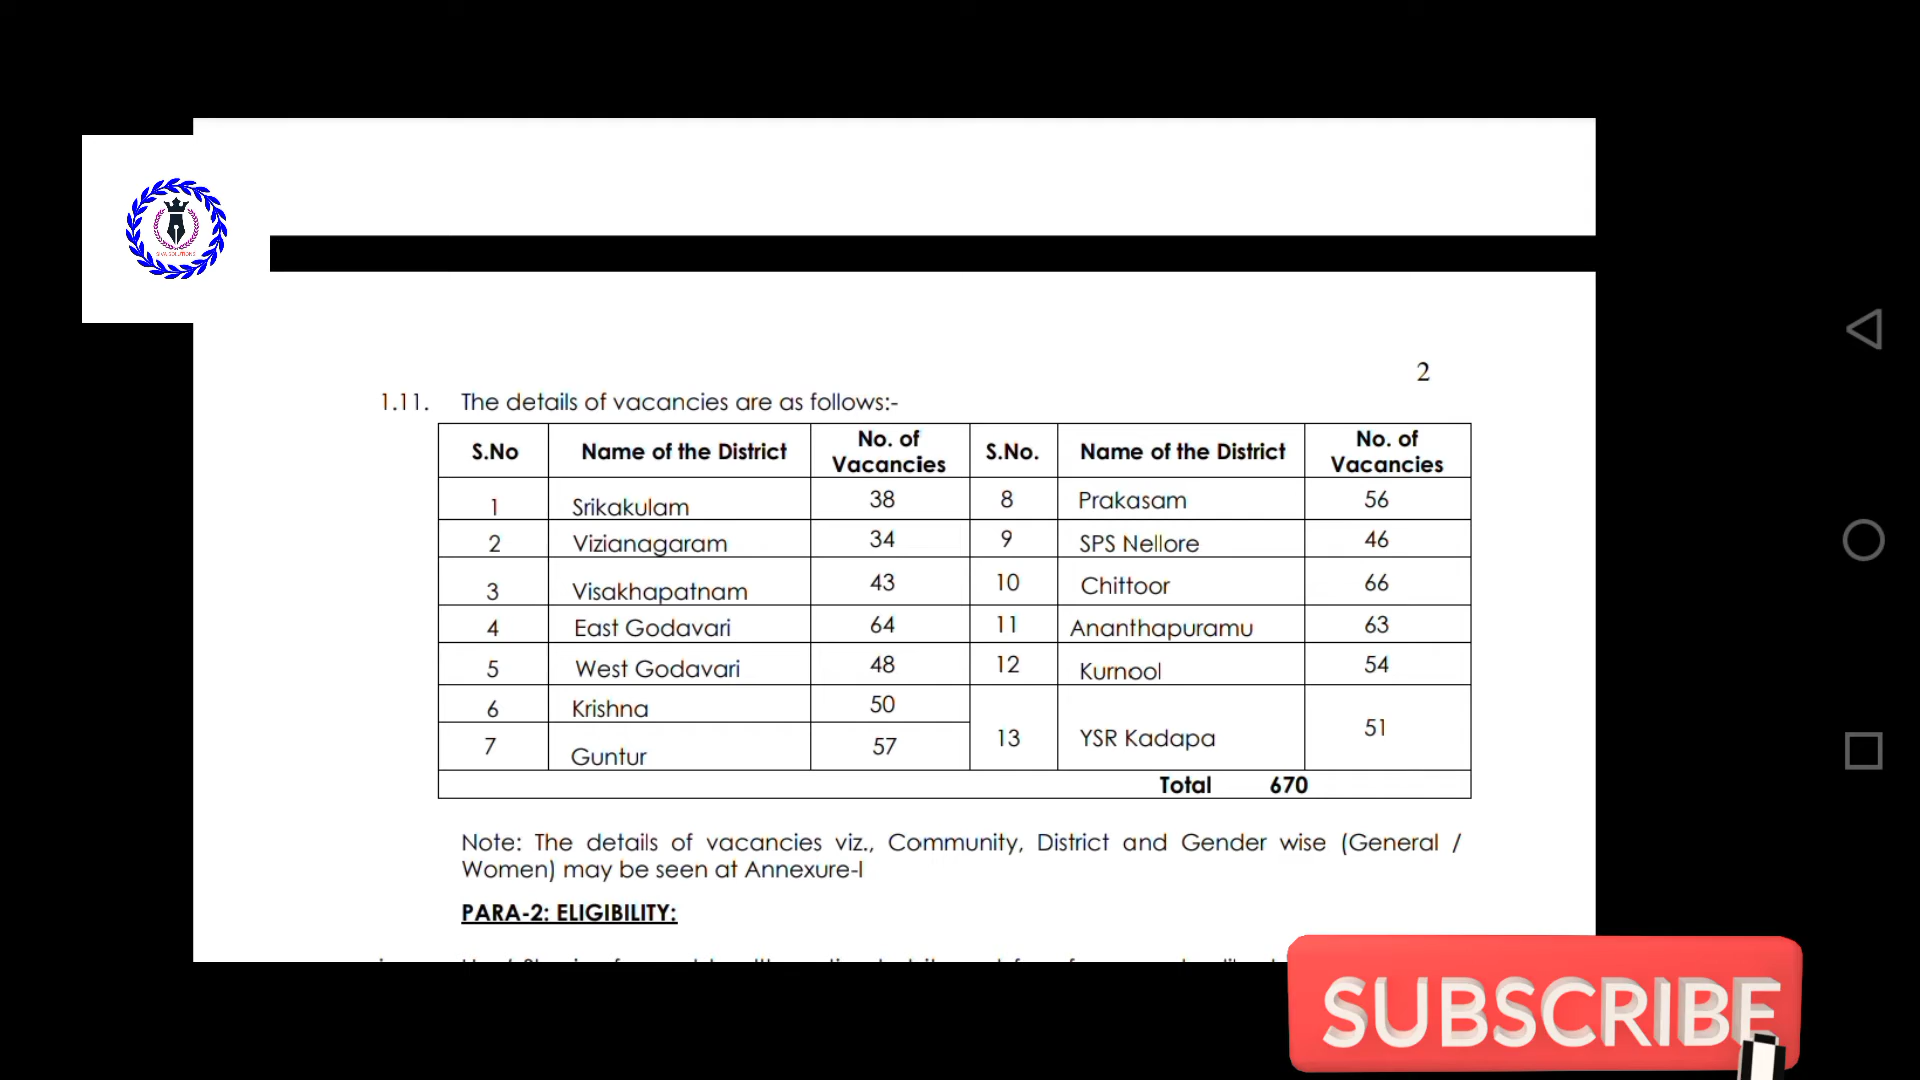 SIVA SOLUTIONS
2
1.11. The details of vacancies are as follows:-
S.No Name of the District No. of Vacancies S.No. Name of the District No. of Vacancies
1 Srikakulam 38 8 Prakasam 56
2 Vizianagaram 34 9 SPS Nellore 46
3 Visakhapatnam 43 10 Chittoor 66
4 East Godavari 64 11 Ananthapuramu 63
5 West Godavari 48 12 Kurnool 54
6 Krishna 50 13 YSR Kadapa 51
7 Guntur 57
Total 670
Note: The details of vacancies viz., Community, District and Gender wise (General /
Women) may be seen at Annexure-I
PARA-2: ELIGIBILITY:
SUBSCRIBE